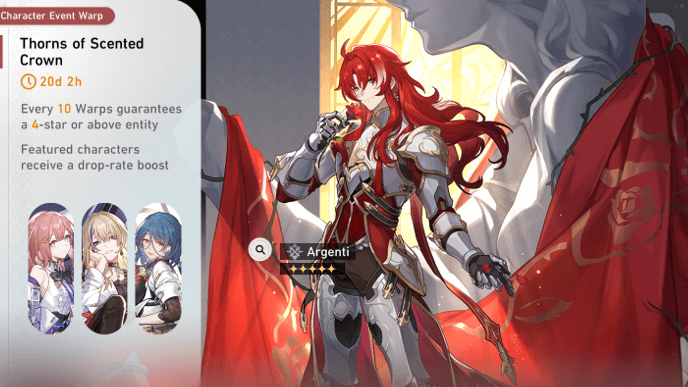 Character Event Warp
Thorns of Scented
Crown
20d 2h
Every 10 Warps guarantees
a 4-star or above entity
Featured characters
receive a drop-rate boost
Argenti